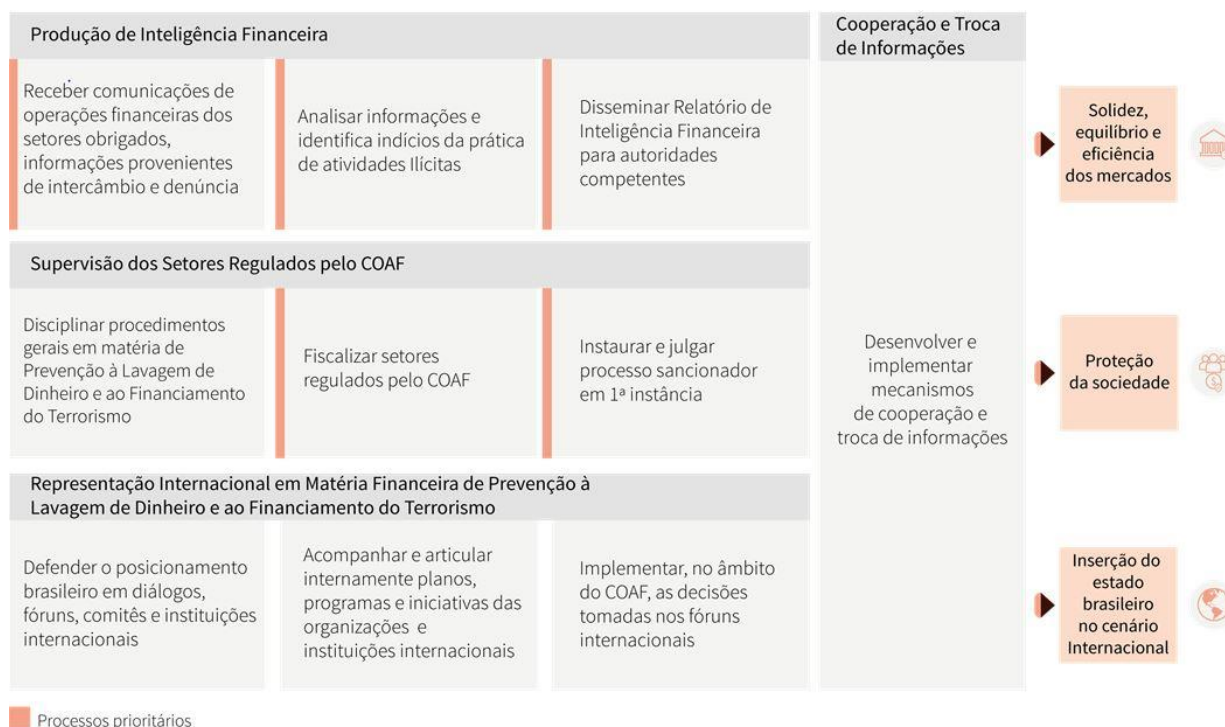 Produção de Inteligência Financeira
Receber comunicações de
operações financeiras dos
setores obrigados,
informações provenientes
de intercâmbio e denúncia
Analisar informações e
identifica indícios da prática
de atividades Ilícitas
Disseminar Relatório de
Inteligência Financeira
para autoridades
competentes
Supervisão dos Setores Regulados pelo COAF
Disciplinar procedimentos
gerais em matéria de
Prevenção à Lavagem de
Dinheiro e ao Financiamento
do Terrorismo
Fiscalizar setores
regulados pelo COAF
Instaurar e julgar
processo sancionador
em 1ª instância
Representação Internacional em Matéria Financeira de Prevenção à
Lavagem de Dinheiro e ao Financiamento do Terrorismo
Defender o posicionamento
brasileiro em diálogos,
fóruns, comitês e instituições
internacionais
Acompanhar e articular
internamente planos,
programas e iniciativas das
organizações e
instituições internacionais
Implementar, no âmbito
do COAF, as decisões
tomadas nos fóruns
internacionais
Cooperação e Troca
de Informações
Desenvolver e
implementar
mecanismos
de cooperação e
troca de informações
Solidez,
equilíbrio e
eficiência
dos mercados
Proteção
da sociedade
Inserção do
estado
brasileiro
no cenário
Internacional
Processos prioritários